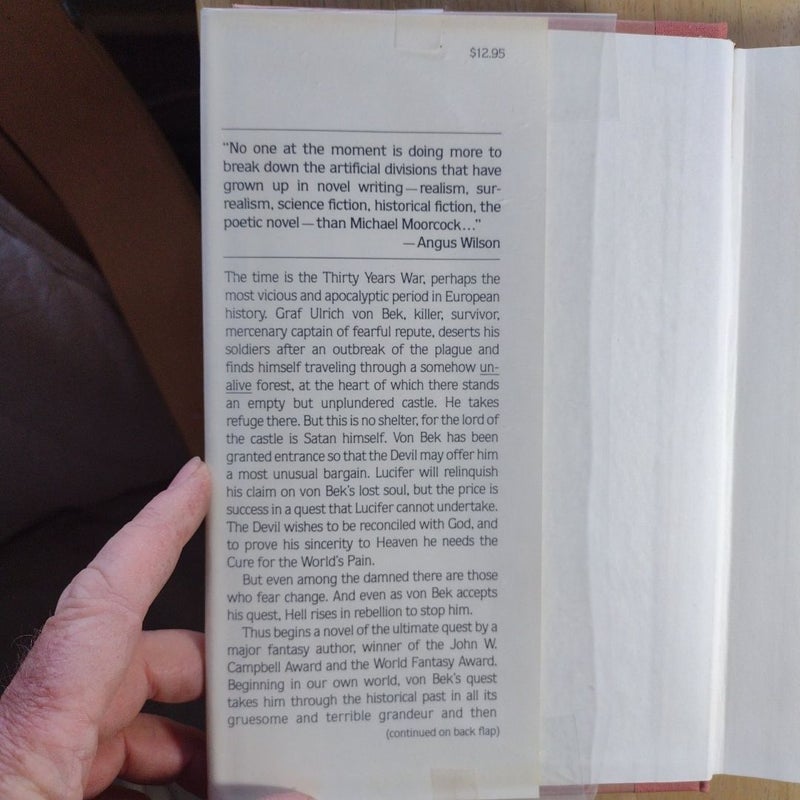 $12.95
“No one at the moment is doing more to
break down the artificial divisions that have
grown up in novel writing—realism, sur-
realism, science fiction, historical fiction, the
poetic novel—than Michael Moorcock...”
—Angus Wilson
The time is the Thirty Years War, perhaps the
most vicious and apocalyptic period in European
history. Graf Ulrich von Bek, killer, survivor,
mercenary captain of fearful repute, deserts his
soldiers after an outbreak of the plague and
finds himself traveling through a somehow un-
alive forest, at the heart of which there stands
an empty but unplundered castle. He takes
refuge there. But this is no shelter, for the lord of
the castle is Satan himself. Von Bek has been
granted entrance so that the Devil may offer him
a most unusual bargain. Lucifer will relinquish
his claim on von Bek's lost soul, but the price is
success in a quest that Lucifer cannot undertake.
The Devil wishes to be reconciled with God, and
to prove his sincerity to Heaven he needs the
Cure for the World's Pain.
But even among the damned there are those
who fear change. And even as von Bek accepts
his quest, Hell rises in rebellion to stop him.
Thus begins a novel of the ultimate quest by a
major fantasy author, winner of the John W.
Campbell Award and the World Fantasy Award.
Beginning in our own world, von Bek's quest
takes him through the historical past in all its
gruesome and terrible grandeur and then
(continued on back flap)